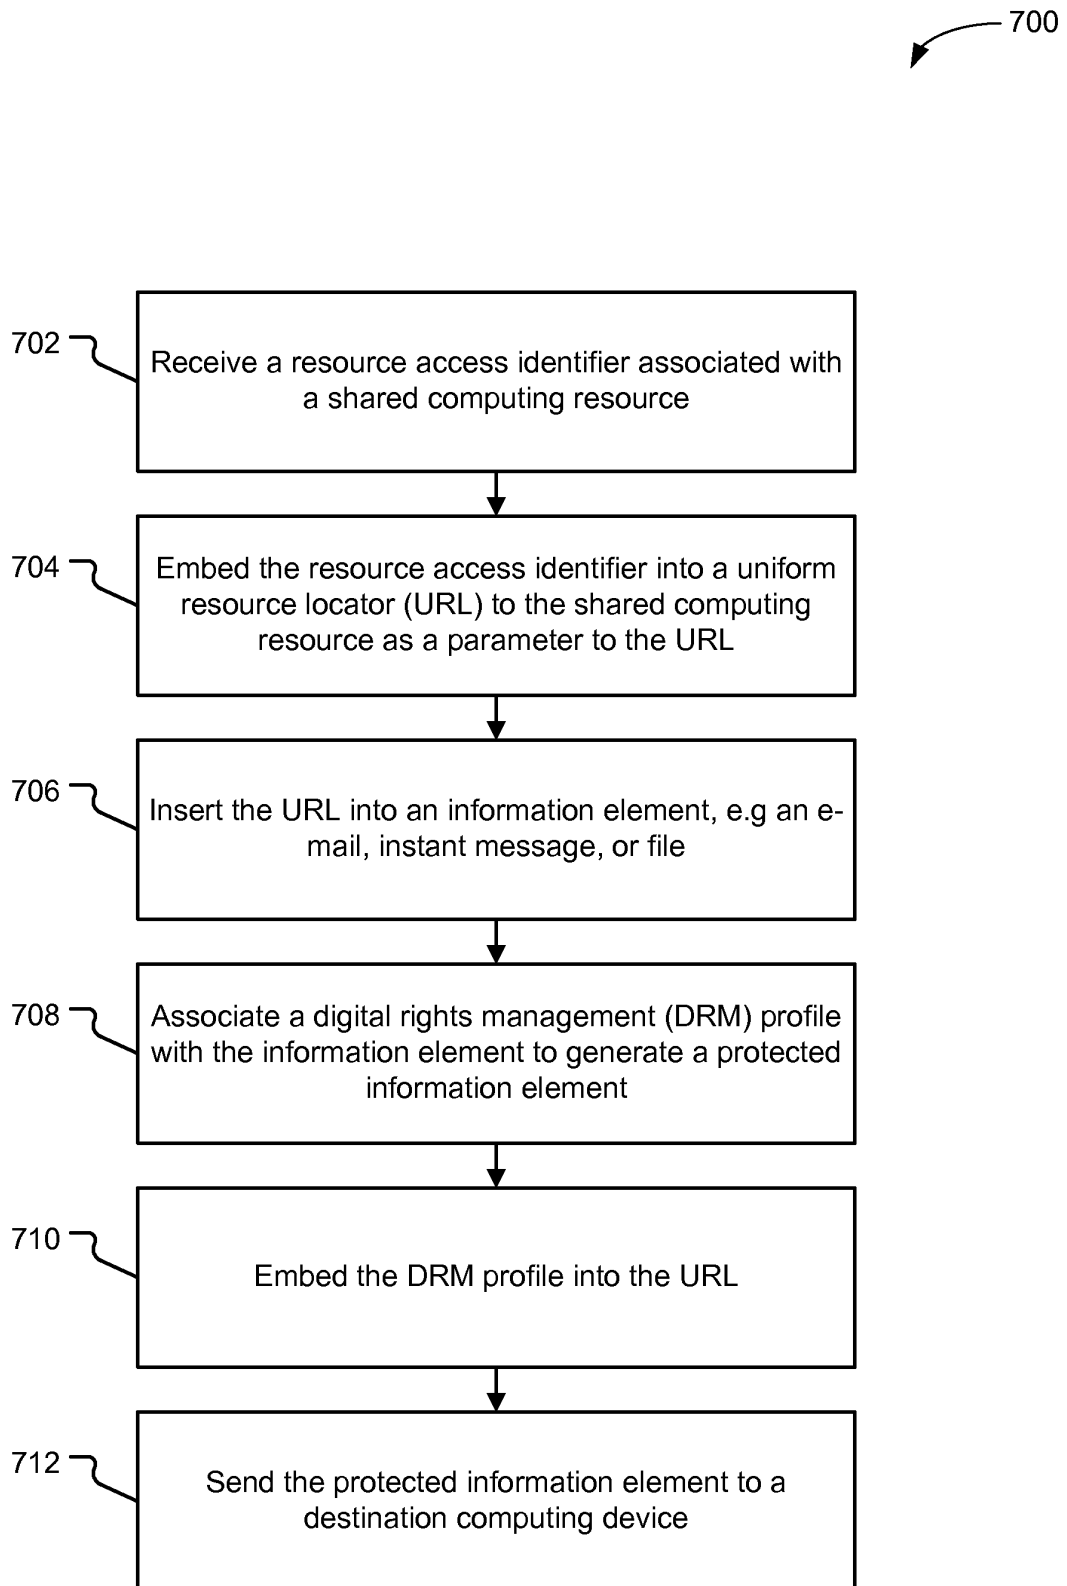 700
702
Receive a resource access identifier associated with
a shared computing resource
704
Embed the resource access identifier into a uniform
resource locator (URL) to the shared computing
resource as a parameter to the URL
706
Insert the URL into an information element, e.g an e-
mail, instant message, or file
708
Associate a digital rights management (DRM) profile
with the information element to generate a protected
information element
710
Embed the DRM profile into the URL
712
Send the protected information element to a
destination computing device